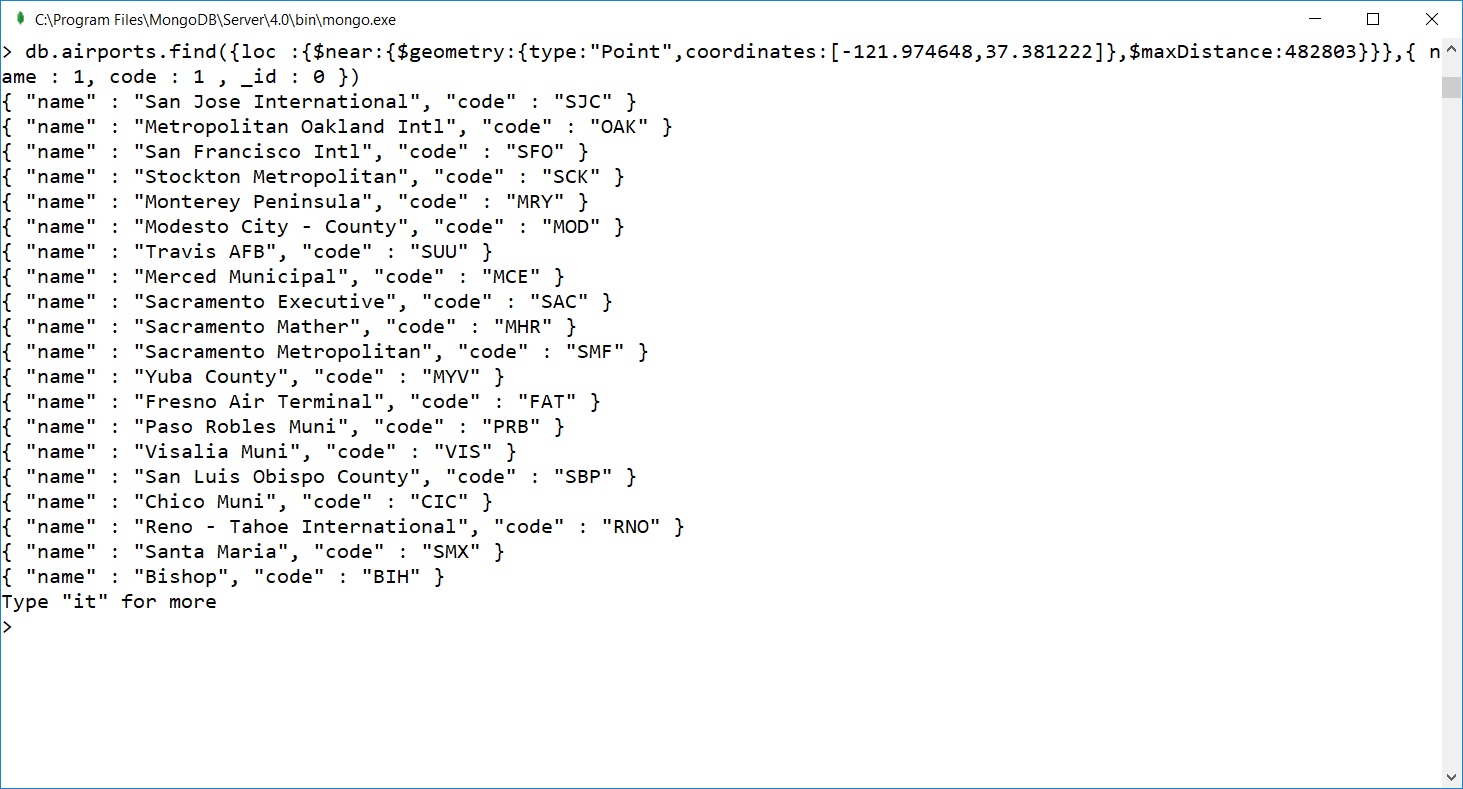 C:\Program Files\MongoDB\Server\4.0\bin\mongo.exe
> db.airports.find({loc :{$near:{$geometry:{type:"Point",coordinates:[-121.974648,37.381222]},$maxDistance:482803}}},{ n
ame : 1, code : 1 , _id : 0 })
{ "name" : "San Jose International", "code" : "SJC" }
{ "name" : "Metropolitan Oakland Intl", "code" : "OAK" }
{ "name" : "San Francisco Intl", "code" : "SFO" }
{ "name" : "Stockton Metropolitan", "code" : "SCK" }
{ "name" : "Monterey Peninsula", "code" : "MRY" }
{ "name" : "Modesto City - County", "code" : "MOD" }
{ "name" : "Travis AFB", "code" : "SUU" }
{ "name" : "Merced Municipal", "code" : "MCE" }
{ "name" : "Sacramento Executive", "code" : "SAC" }
{ "name" : "Sacramento Mather", "code" : "MHR" }
{ "name" : "Sacramento Metropolitan", "code" : "SMF" }
{ "name" : "Yuba County", "code" : "MYV" }
{ "name" : "Fresno Air Terminal", "code" : "FAT" }
{ "name" : "Paso Robles Muni", "code" : "PRB" }
{ "name" : "Visalia Muni", "code" : "VIS" }
{ "name" : "San Luis Obispo County", "code" : "SBP" }
{ "name" : "Chico Muni", "code" : "CIC" }
{ "name" : "Reno - Tahoe International", "code" : "RNO" }
{ "name" : "Santa Maria", "code" : "SMX" }
{ "name" : "Bishop", "code" : "BIH" }
Type "it" for more
>